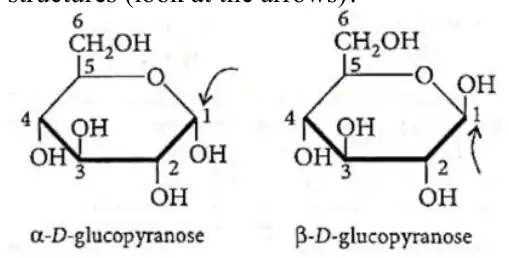 structures (look at the arrows).
6
CH₂OH
5
O
4
1
OH
OH
3
2
OH
OH
α-D-glucopyranose
6
CH₂OH
5
O
OH
4
1
OH
OH
3
2
OH
β-D-glucopyranose